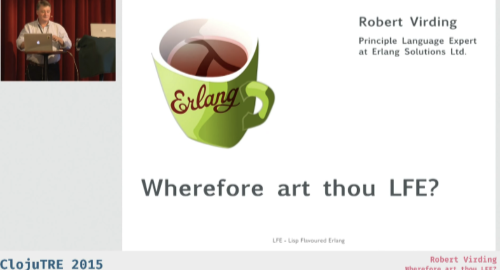 Robert Virding
Principle Language Expert
at Erlang Solutions Ltd.
Erlang
Wherefore art thou LFE?
LFE - Lisp Flavoured Erlang
ClojuTRE 2015
Robert Virding
Wherefore art thou LFE?